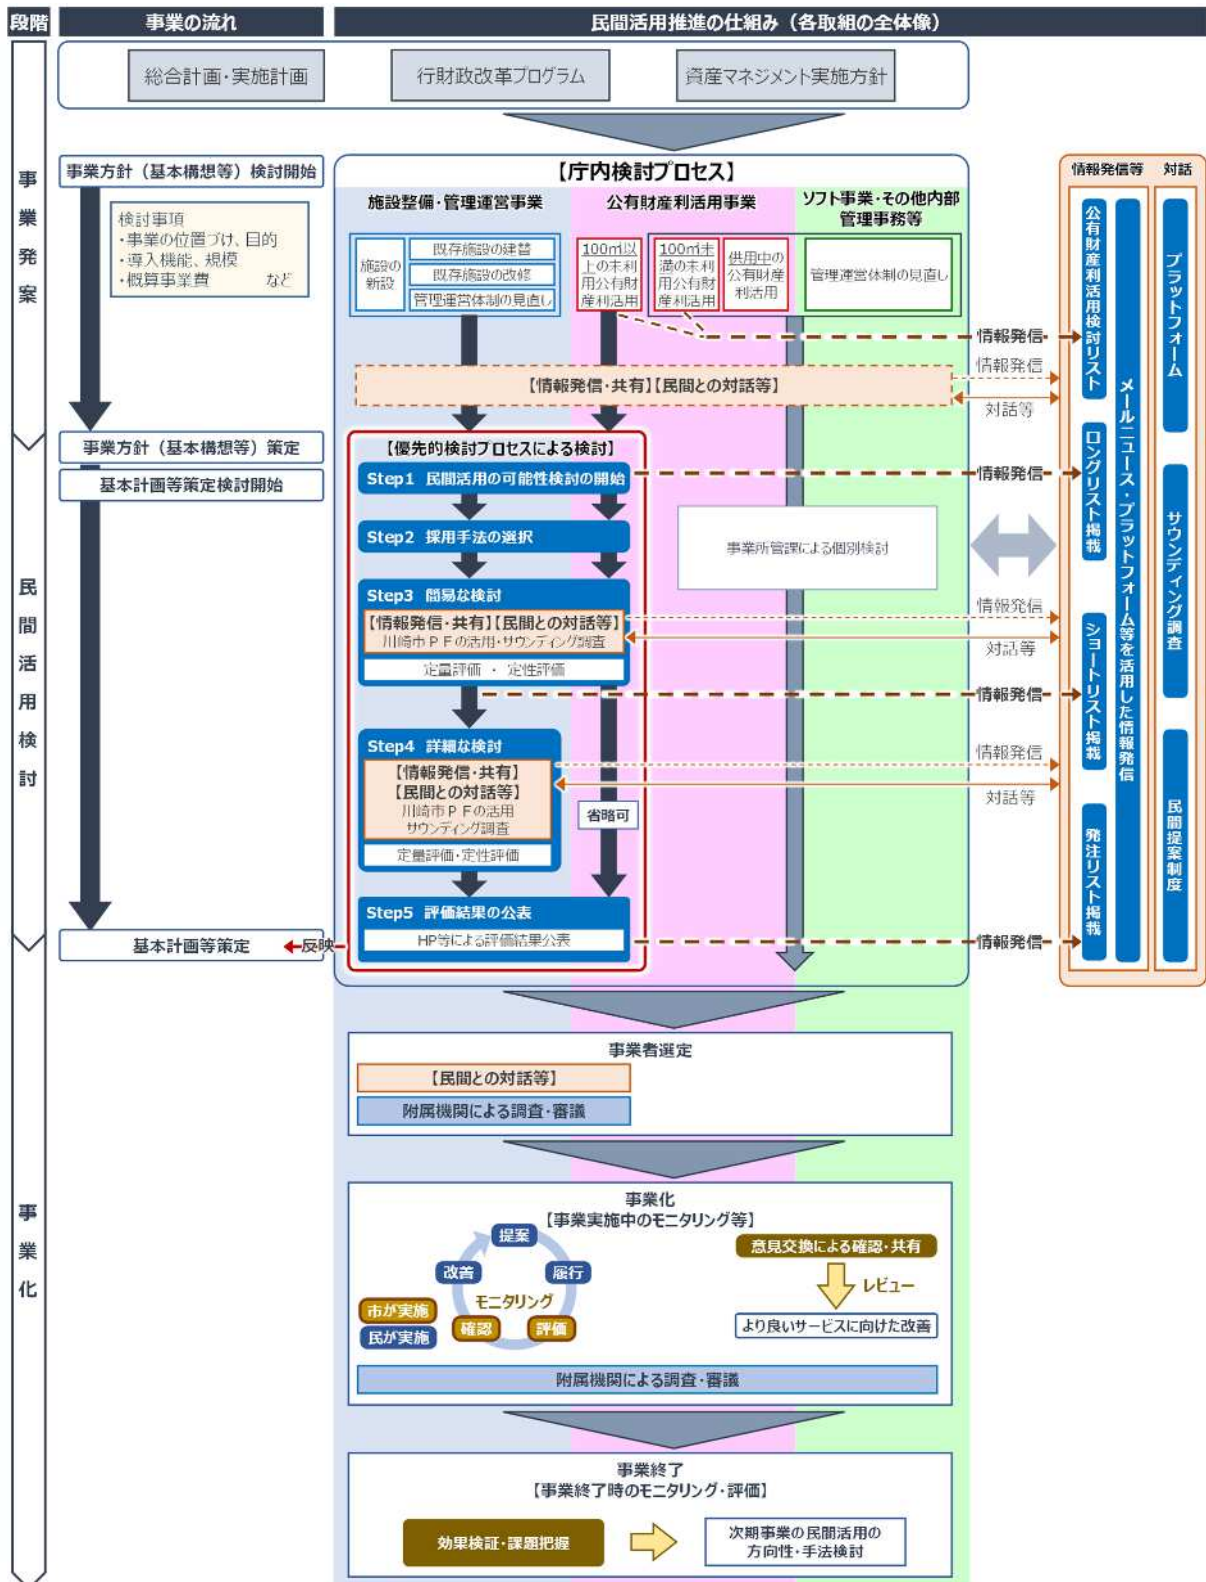 段階
事業の流れ
民間活用推進の仕組み（各取組の全体像）
総合計画・実施計画
行財政改革プログラム
資産マネジメント実施方針
事業発案
事業方針（基本構想等）検討開始
検討事項
・事業の位置づけ、目的
・導入機能、規模
・概算事業費　　など
【庁内検討プロセス】
施設整備・管理運営事業
公有財産利活用事業
ソフト事業・その他内部
管理事務等
施設の
新設
既存施設の建替
既存施設の改修
管理運営体制の見直し
100㎡以
上の未利
用公有財
産利活用
100㎡未
満の未利
用公有財
産利活用
供用中の
公有財産
利活用
管理運営体制の見直し
情報発信
【情報発信・共有】【民間との対話等】
情報発信
対話等
情報発信等
対話
公有財産利活用検討リスト
ロングリスト掲載
ショートリスト掲載
発注リスト掲載
メールニュース・プラットフォーム等を活用した情報発信
プラットフォーム
サウンディング調査
民間提案制度
事業方針（基本構想等）策定
基本計画等策定検討開始
民間活用検討
【優先的検討プロセスによる検討】
Step1 民間活用の可能性検討の開始
情報発信
Step2 採用手法の選択
事業所管課による個別検討
Step3 簡易な検討
【情報発信・共有】【民間との対話等】
川崎市ＰＦの活用・サウンディング調査
定量評価 ・ 定性評価
情報発信
対話等
情報発信
Step4 詳細な検討
【情報発信・共有】
【民間との対話等】
川崎市ＰＦの活用
サウンディング調査
定量評価・定性評価
省略可
情報発信
対話等
Step5 評価結果の公表
HP等による評価結果公表
情報発信
基本計画等策定
反映
事業化
事業者選定
【民間との対話等】
附属機関による調査・審議
事業化
【事業実施中のモニタリング等】
提案
改善
履行
モニタリング
確認
評価
市が実施
民が実施
意見交換による確認・共有
レビュー
より良いサービスに向けた改善
附属機関による調査・審議
事業終了
【事業終了時のモニタリング・評価】
効果検証・課題把握
次期事業の民間活用の
方向性・手法検討